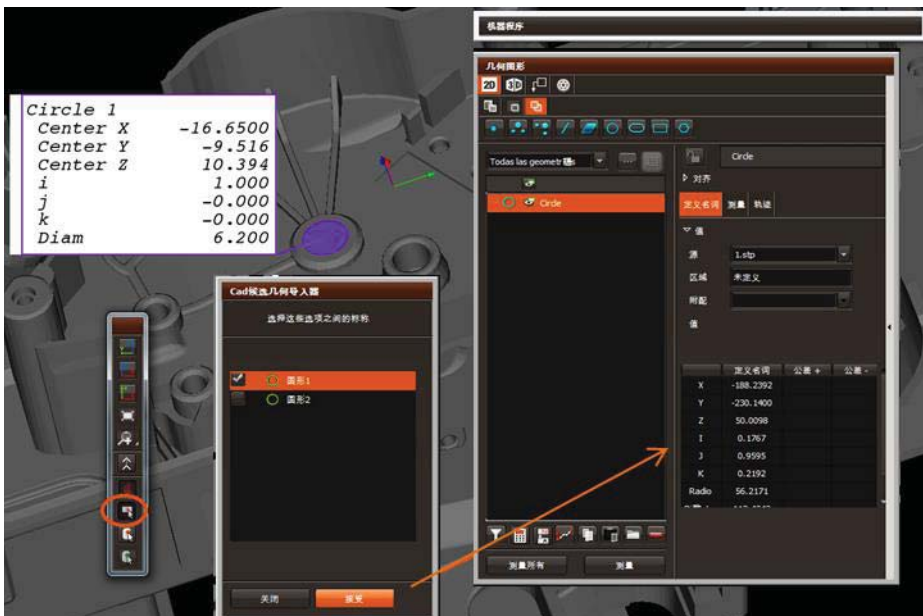 机器程序
几何图形
2D
3D
Circle 1
Center X -16.6500
Center Y -9.516
Center Z 10.394
i 1.000
j -0.000
k -0.000
Diam 6.200
Todas las geometr
Circle
Circle
对齐
定义名词 测量 轨迹
值
源 1.stp
区域 未定义
附配
值
定义名词 公差 + 公差 -
X -188.2392
Y -230.1400
Z 50.0098
I 0.1767
J 0.9595
K 0.2192
Radio 56.2171
测量所有 测量
Cad候选几何导入器
选择这些选项之间的标称
圆形1
圆形2
关闭 接受